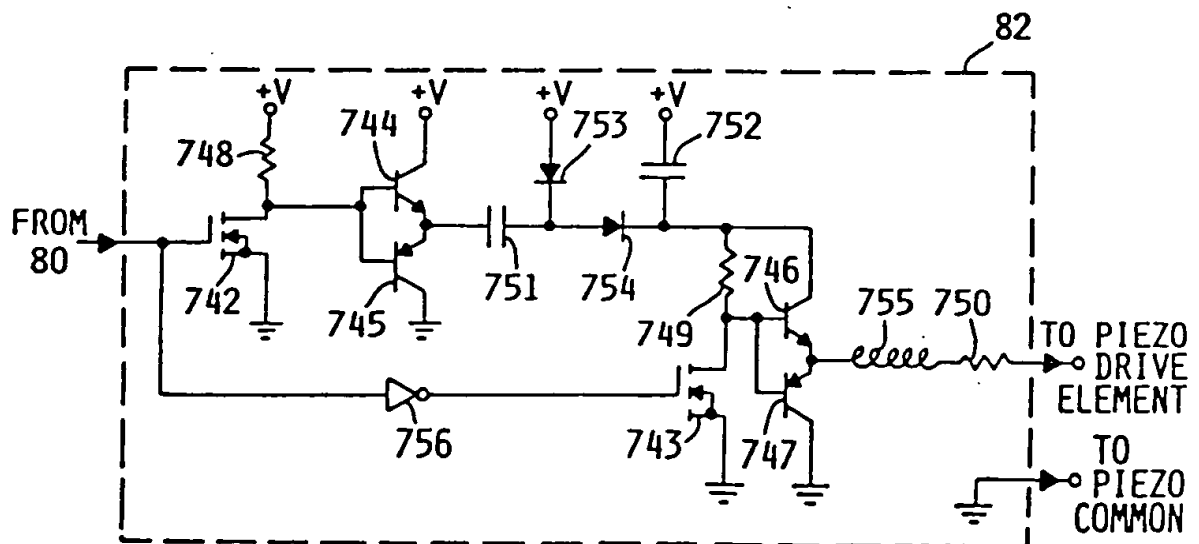 82
+V
+V
+V
+V
744
753
752
748
FROM
80
742
745
751
754
746
749
755
750
TO PIEZO
DRIVE
ELEMENT
756
743
747
TO
PIEZO
COMMON